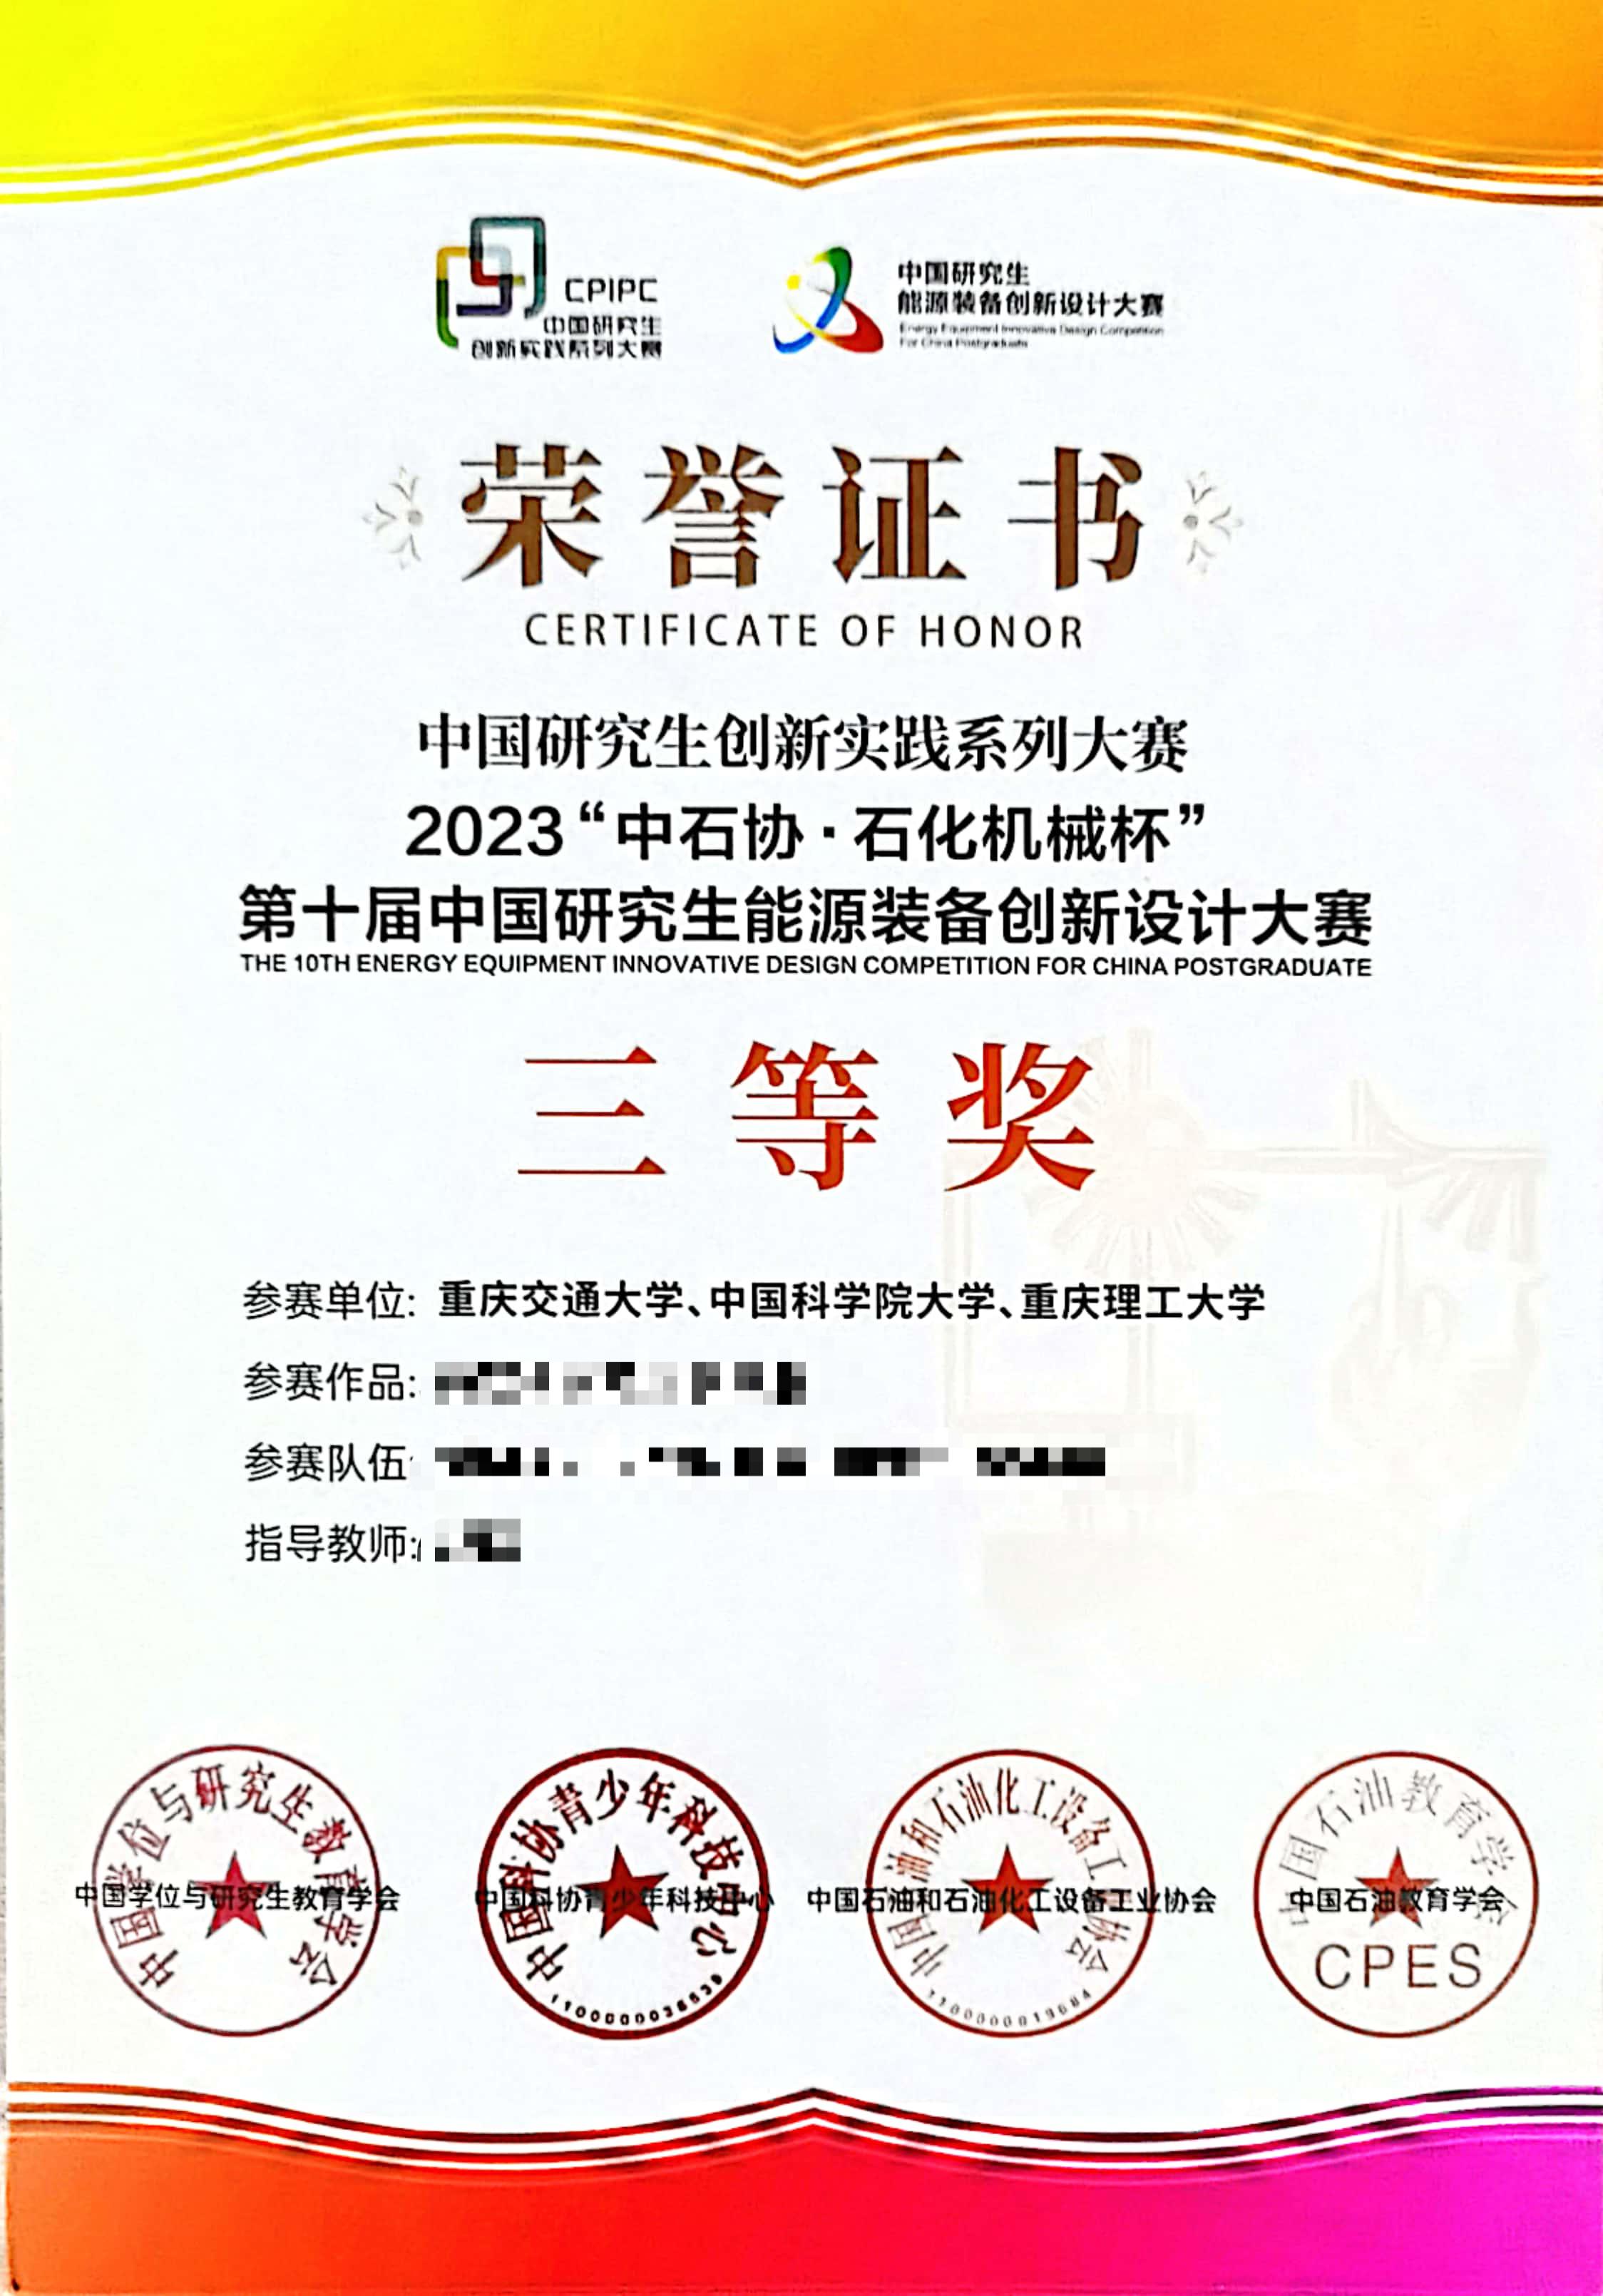 CPIPC
中国研究生
创新实践系列大赛
中国研究生
能源装备创新设计大赛
Energy Equipment Innovative Design Competition
For China Postgraduate
荣誉证书
CERTIFICATE OF HONOR
中国研究生创新实践系列大赛
2023“中石协·石化机械杯”
第十届中国研究生能源装备创新设计大赛
THE 10TH ENERGY EQUIPMENT INNOVATIVE DESIGN COMPETITION FOR CHINA POSTGRADUATE
三等奖
参赛单位: 重庆交通大学、中国科学院大学、重庆理工大学
参赛作品:
参赛队伍:
指导教师:
中国学位与研究生教育学会
中国学位与研究生教育学会
中国科协青少年科技中心
中国科协青少年科技中心
中国石油和石油化工设备工业协会
中国石油和石油化工设备工业协会
1100000019684
中国石油教育学会
中国石油教育学会
CPES